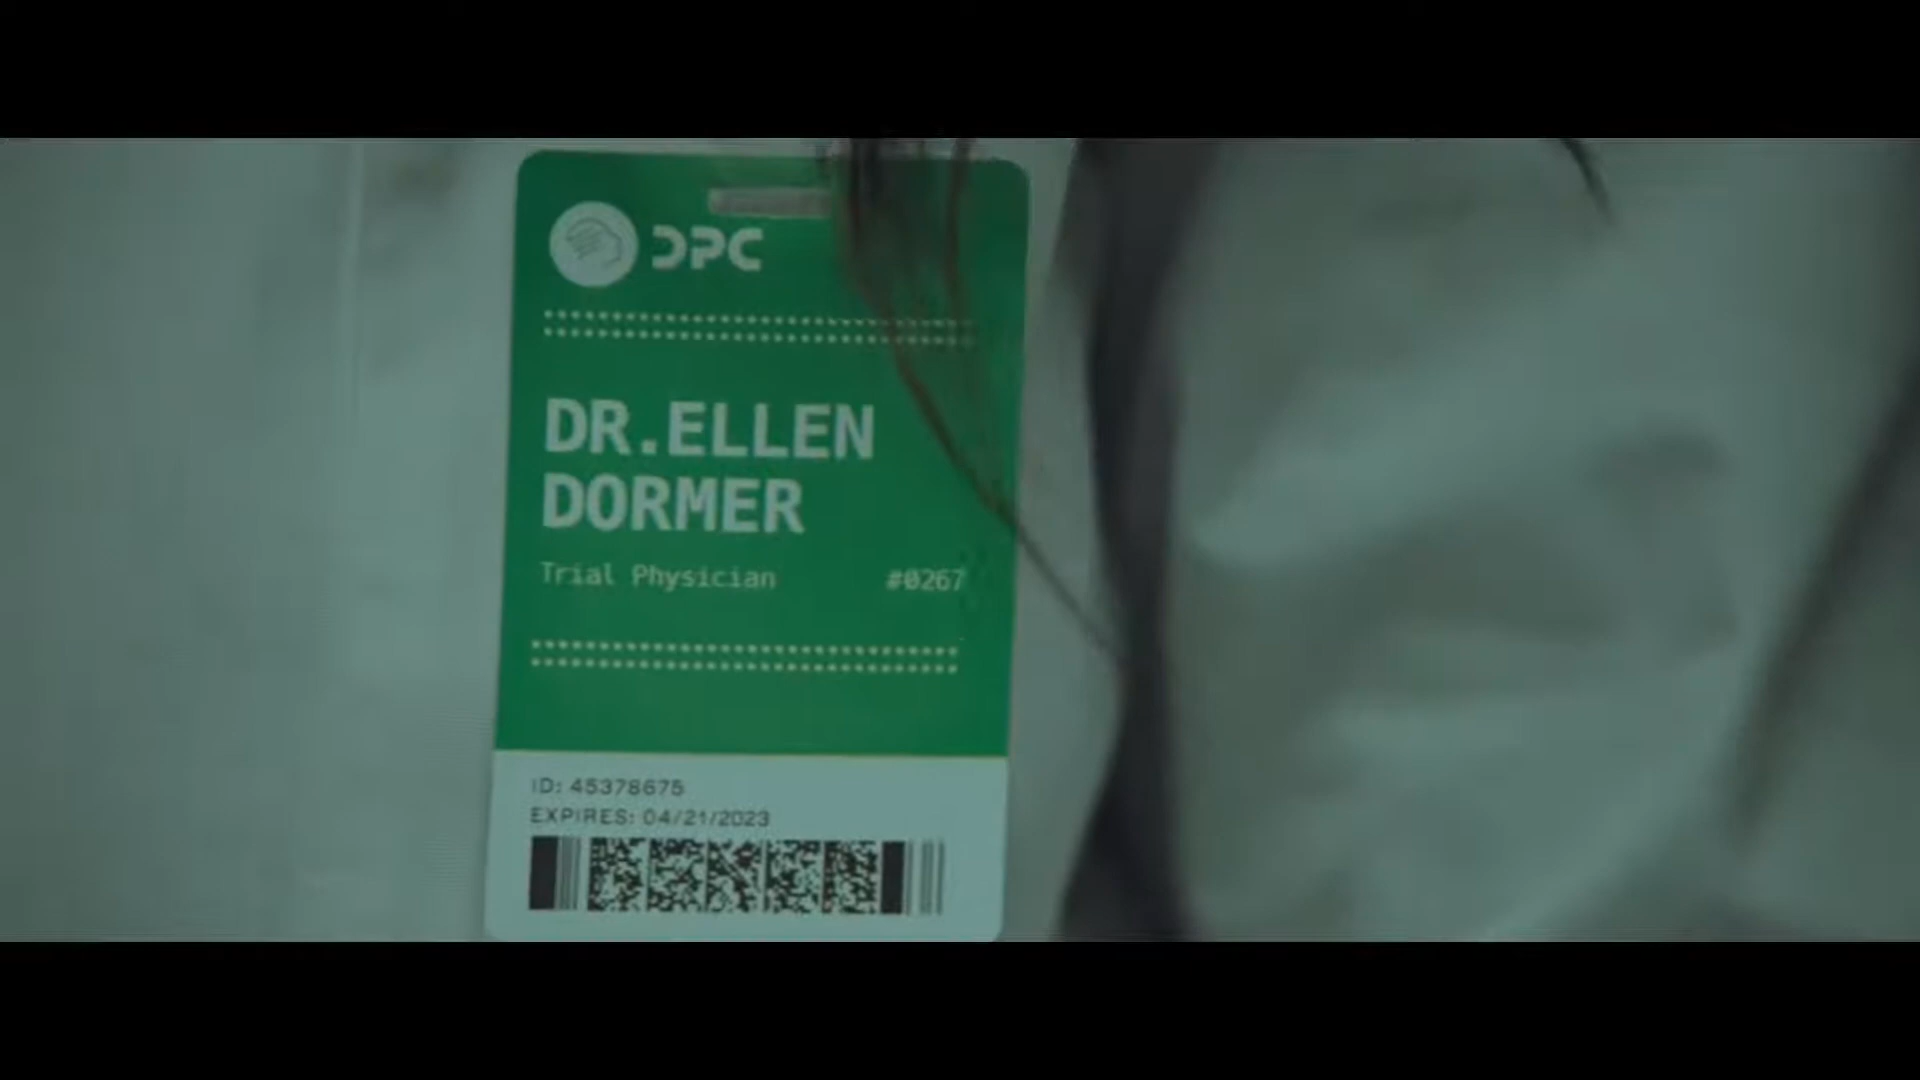 DPC
DR.ELLEN
DORMER
Trial Physician #0267
ID: 45378675
EXPIRES: 04/21/2023